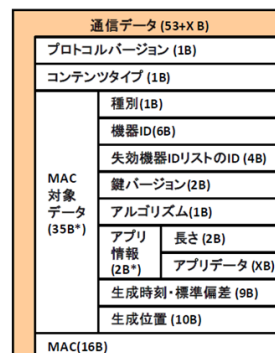 通信データ (53+X B)
プロトコルバージョン (1B)
コンテンツタイプ (1B)
MAC
対象
データ
(35B*)
種別(1B)
機器ID(6B)
失効機器IDリストのID (4B)
鍵バージョン(2B)
アルゴリズム(1B)
アプリ
情報
(2B*)
長さ (2B)
アプリデータ (XB)
生成時刻・標準偏差 (9B)
生成位置 (10B)
MAC(16B)